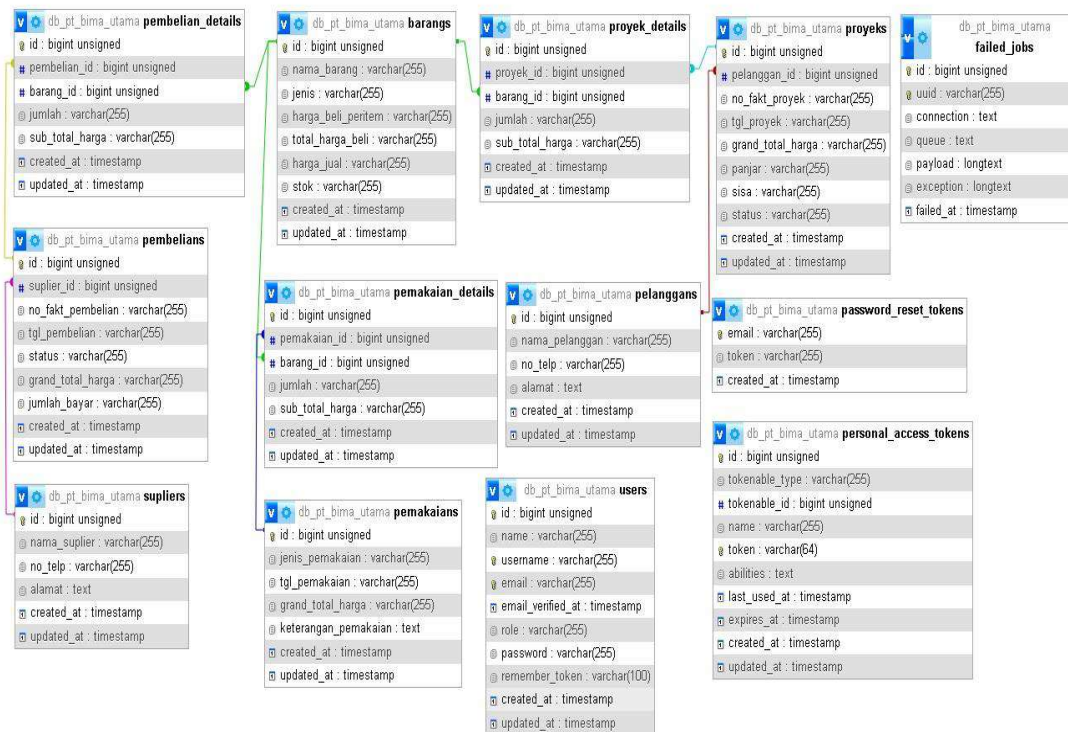 db_pt_bima_utama pembelian_details
id : bigint unsigned
pembelian_id : bigint unsigned
barang_id : bigint unsigned
jumlah : varchar(255)
sub_total_harga : varchar(255)
created_at : timestamp
updated_at : timestamp
db_pt_bima_utama barangs
id : bigint unsigned
nama_barang : varchar(255)
jenis : varchar(255)
harga_beli_peritem : varchar(255)
total_harga_beli : varchar(255)
harga_jual : varchar(255)
stok : varchar(255)
created_at : timestamp
updated_at : timestamp
db_pt_bima_utama proyek_details
id : bigint unsigned
proyek_id : bigint unsigned
barang_id : bigint unsigned
jumlah : varchar(255)
sub_total_harga : varchar(255)
created_at : timestamp
updated_at : timestamp
db_pt_bima_utama proyeks
id : bigint unsigned
pelanggan_id : bigint unsigned
no_fakt_proyek : varchar(255)
tgl_proyek : varchar(255)
grand_total_harga : varchar(255)
panjar : varchar(255)
sisa : varchar(255)
status : varchar(255)
created_at : timestamp
updated_at : timestamp
db_pt_bima_utama
failed_jobs
id : bigint unsigned
uuid : varchar(255)
connection : text
queue : text
payload : longtext
exception : longtext
failed_at : timestamp
db_pt_bima_utama pembelians
id : bigint unsigned
suplier_id : bigint unsigned
no_fakt_pembelian : varchar(255)
tgl_pembelian : varchar(255)
status : varchar(255)
grand_total_harga : varchar(255)
jumlah_bayar : varchar(255)
created_at : timestamp
updated_at : timestamp
db_pt_bima_utama pemakaian_details
id : bigint unsigned
pemakaian_id : bigint unsigned
barang_id : bigint unsigned
jumlah : varchar(255)
sub_total_harga : varchar(255)
created_at : timestamp
updated_at : timestamp
db_pt_bima_utama pelanggans
id : bigint unsigned
nama_pelanggan : varchar(255)
no_telp : varchar(255)
alamat : text
created_at : timestamp
updated_at : timestamp
db_pt_bima_utama password_reset_tokens
email : varchar(255)
token : varchar(255)
created_at : timestamp
db_pt_bima_utama supliers
id : bigint unsigned
nama_suplier : varchar(255)
no_telp : varchar(255)
alamat : text
created_at : timestamp
updated_at : timestamp
db_pt_bima_utama pemakaians
id : bigint unsigned
jenis_pemakaian : varchar(255)
tgl_pemakaian : varchar(255)
grand_total_harga : varchar(255)
keterangan_pemakaian : text
created_at : timestamp
updated_at : timestamp
db_pt_bima_utama users
id : bigint unsigned
name : varchar(255)
username : varchar(255)
email : varchar(255)
email_verified_at : timestamp
role : varchar(255)
password : varchar(255)
remember_token : varchar(100)
created_at : timestamp
updated_at : timestamp
db_pt_bima_utama personal_access_tokens
id : bigint unsigned
tokenable_type : varchar(255)
tokenable_id : bigint unsigned
name : varchar(255)
token : varchar(64)
abilities : text
last_used_at : timestamp
expires_at : timestamp
created_at : timestamp
updated_at : timestamp